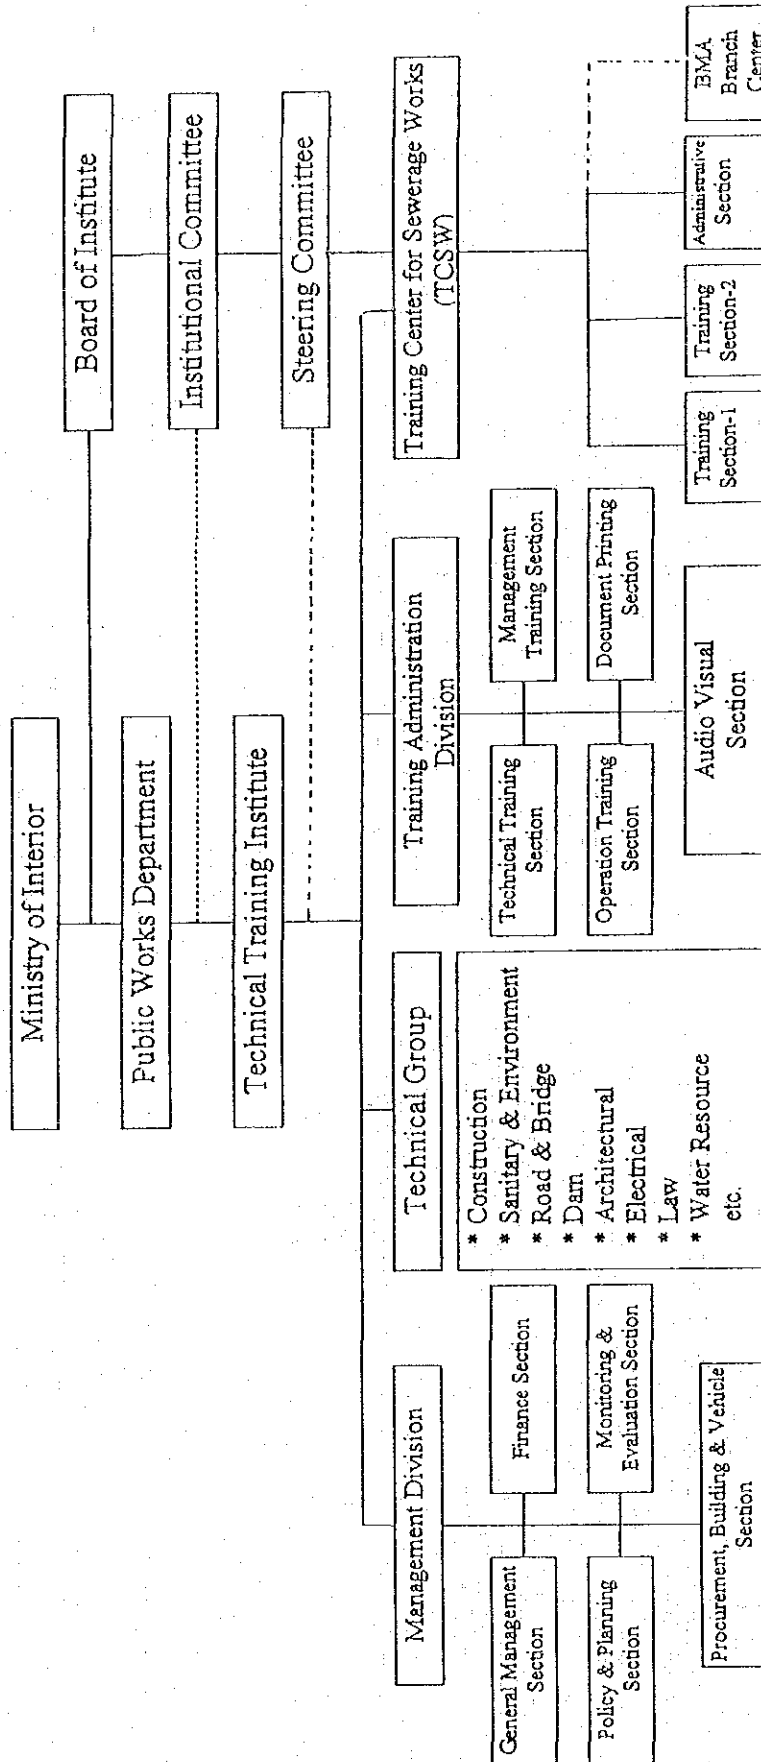 Ministry of Interior
Board of Institute
Public Works Department
Institutional Committee
Technical Training Institute
Steering Committee
Management Division
Technical Group
Training Administration
Division
Training Center for Sewerage Works
(TCSW)
General Management
Section
Finance Section
Policy & Planning
Section
Monitoring &
Evaluation Section
Procurement, Building & Vehicle
Section
* Construction
* Sanitary & Environment
* Road & Bridge
* Dam
* Architectural
* Electrical
* Law
* Water Resource
etc.
Technical Training
Section
Management
Training Section
Operation Training
Section
Document Printing
Section
Audio Visual
Section
Training
Section-1
Training
Section-2
Administrative
Section
BMA
Branch
Center